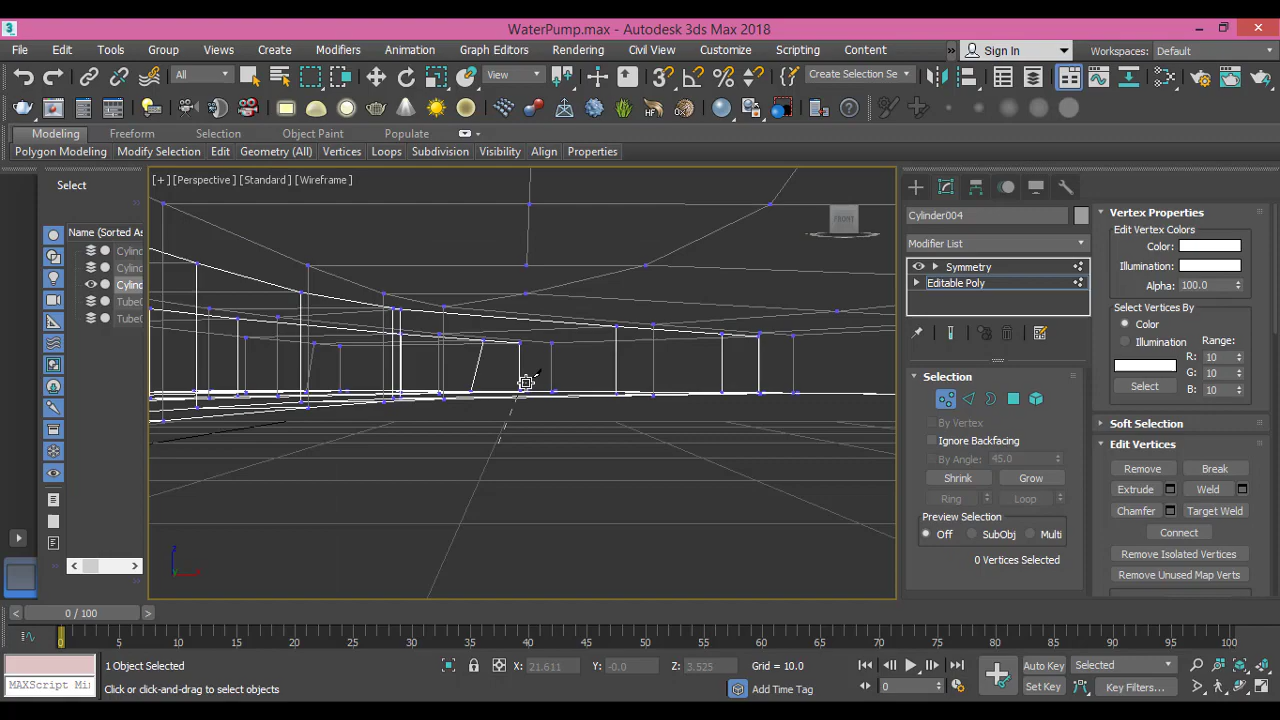 WaterPump.max - Autodesk 3ds Max 2018
File Edit Tools Group Views Create Modifiers Animation Graph Editors Rendering Civil View Customize Scripting Content » Sign In Workspaces: Default
All View Create Selection Se
Modeling Freeform Selection Object Paint Populate
Polygon Modeling Modify Selection Edit Geometry (All) Vertices Loops Subdivision Visibility Align Properties
Select
Name (Sorted As
Cylind
Cylind
Cylind
Tube0
Tube0
[+] [Perspective] [Standard] [Wireframe]
FRONT
z
x
Cylinder004
Modifier List
Symmetry
Editable Poly
Selection
By Vertex
Ignore Backfacing
By Angle: 45.0
Shrink Grow
Ring Loop
Preview Selection
Off SubObj Multi
0 Vertices Selected
Vertex Properties
Edit Vertex Colors
Color:
Illumination:
Alpha: 100.0
Select Vertices By
Color
Illumination
Range:
R: 10
G: 10
B: 10
Select
Soft Selection
Edit Vertices
Remove Break
Extrude Weld
Chamfer Target Weld
Connect
Remove Isolated Vertices
Remove Unused Map Verts
0 / 100
0 5 10 15 20 25 30 35 40 45 50 55 60 65 70 75 80 85 90 95 100
1 Object Selected X: 21.611 Y: -0.0 Z: 3.525 Grid = 10.0 Auto Key Selected
MAXScript Mi Click or click-and-drag to select objects Add Time Tag 0 Set Key Key Filters...